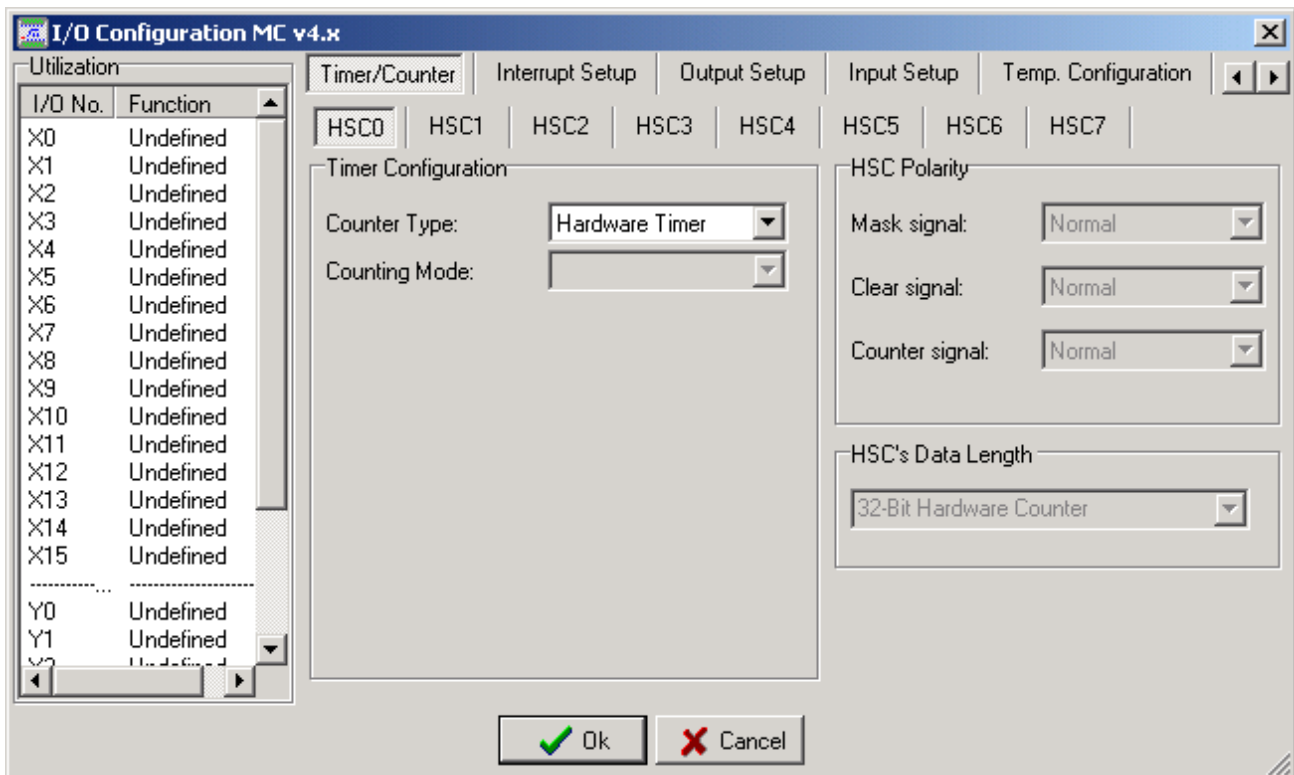 I/O Configuration MC v4.x
Utilization
I/O No. Function
X0 Undefined
X1 Undefined
X2 Undefined
X3 Undefined
X4 Undefined
X5 Undefined
X6 Undefined
X7 Undefined
X8 Undefined
X9 Undefined
X10 Undefined
X11 Undefined
X12 Undefined
X13 Undefined
X14 Undefined
X15 Undefined
-----------... --------------------
Y0 Undefined
Y1 Undefined
Timer/Counter Interrupt Setup Output Setup Input Setup Temp. Configuration
HSC0 HSC1 HSC2 HSC3 HSC4 HSC5 HSC6 HSC7
Timer Configuration
Counter Type: Hardware Timer
Counting Mode:
HSC Polarity
Mask signal: Normal
Clear signal: Normal
Counter signal: Normal
HSC's Data Length
32-Bit Hardware Counter
Ok Cancel